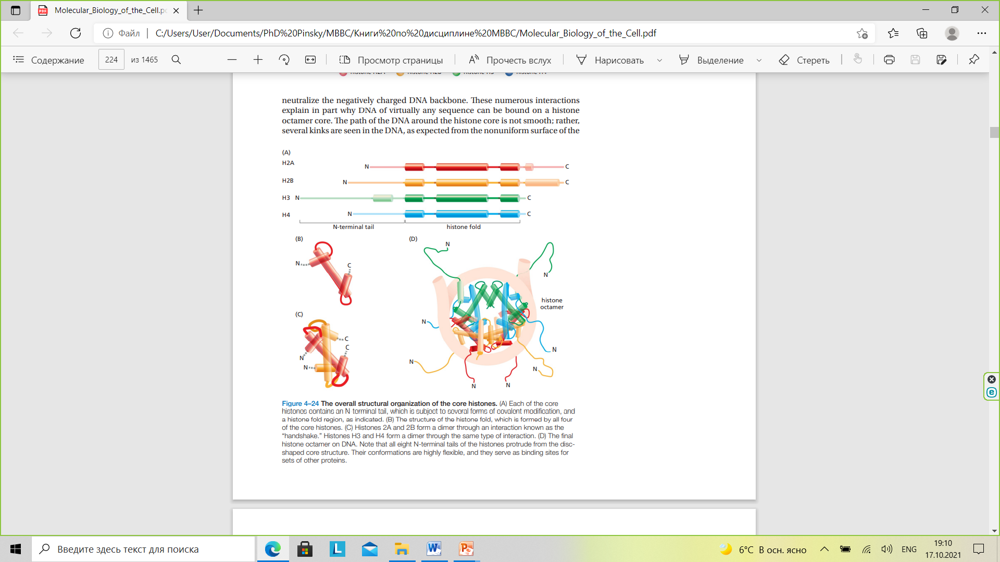 Molecular_Biology_of_the_Cell.pd
Файл
C:/Users/User/Documents/PhD%20Pinsky/MBBC/Книги%20по%20дисциплине%20MBBC/Molecular_Biology_of_the_Cell.pdf
Содержание 224 из 1465 Просмотр страницы Прочесть вслух Нарисовать Выделение Стереть
histone H2A histone H2B histone H3 histone H4
neutralize the negatively charged DNA backbone. These numerous interactions
explain in part why DNA of virtually any sequence can be bound on a histone
octamer core. The path of the DNA around the histone core is not smooth; rather,
several kinks are seen in the DNA, as expected from the nonuniform surface of the
(A)
H2A N C
H2B N C
H3 N C
H4 N C
N-terminal tail histone fold
(B)
N
C
(C)
C
C
N
N
(D)
N
N
histone
octamer
N
N
N
N
N
N
Figure 4–24 The overall structural organization of the core histones. (A) Each of the core
histones contains an N-terminal tail, which is subject to several forms of covalent modification, and
a histone fold region, as indicated. (B) The structure of the histone fold, which is formed by all four
of the core histones. (C) Histones 2A and 2B form a dimer through an interaction known as the
“handshake.” Histones H3 and H4 form a dimer through the same type of interaction. (D) The final
histone octamer on DNA. Note that all eight N-terminal tails of the histones protrude from the disc-
shaped core structure. Their conformations are highly flexible, and they serve as binding sites for
sets of other proteins.
Введите здесь текст для поиска
6°C В осн. ясно
ENG
19:10
17.10.2021